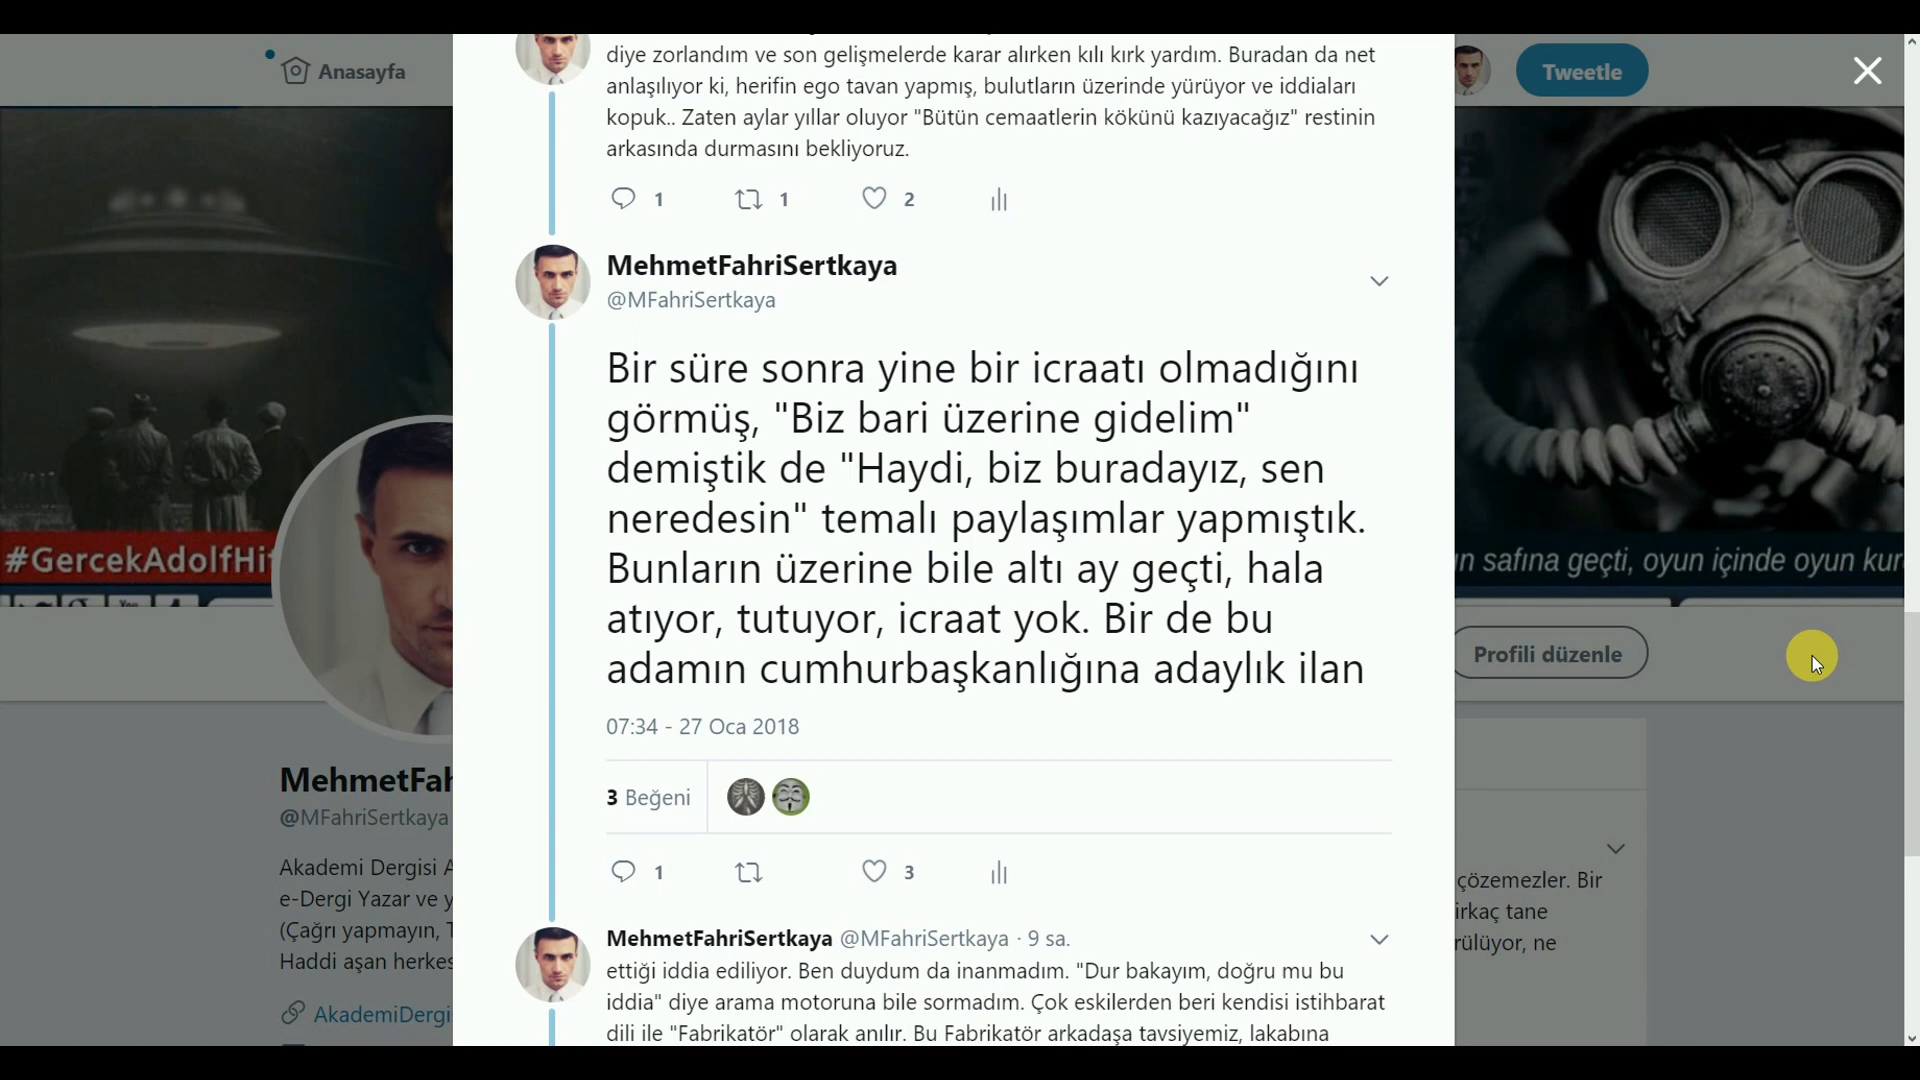 Anasayfa
Tweetle
diye zorlandım ve son gelişmelerde karar alırken kılı kırk yardım. Buradan da net
anlaşılıyor ki, herifin ego tavan yapmış, bulutların üzerinde yürüyor ve iddiaları
kopuk.. Zaten aylar yıllar oluyor "Bütün cemaatlerin kökünü kazıyacağız" restinin
arkasında durmasını bekliyoruz.
1 1 2
MehmetFahriSertkaya
@MFahriSertkaya
Bir süre sonra yine bir icraatı olmadığını
görmüş, "Biz bari üzerine gidelim"
demiştik de "Haydi, biz buradayız, sen
neredesin" temalı paylaşımlar yapmıştık.
Bunların üzerine bile altı ay geçti, hala
atıyor, tutuyor, icraat yok. Bir de bu
adamın cumhurbaşkanlığına adaylık ilan
07:34 - 27 Oca 2018
3 Beğeni
1 3
MehmetFahriSertkaya @MFahriSertkaya · 9 sa.
ettiği iddia ediliyor. Ben duydum da inanmadım. "Dur bakayım, doğru mu bu
iddia" diye arama motoruna bile sormadım. Çok eskilerden beri kendisi istihbarat
dili ile "Fabrikatör" olarak anılır. Bu Fabrikatör arkadaşa tavsiyemiz, lakabına
#GercekAdolfHit
MehmetFah
@MFahriSertkaya
Akademi Dergisi A
e-Dergi Yazar ve y
(Çağrı yapmayın, T
Haddi aşan herkes
AkademiDergi
n safına geçti, oyun içinde oyun kur
Profili düzenle
çözemezler. Bir
irkaç tane
rülüyor, ne